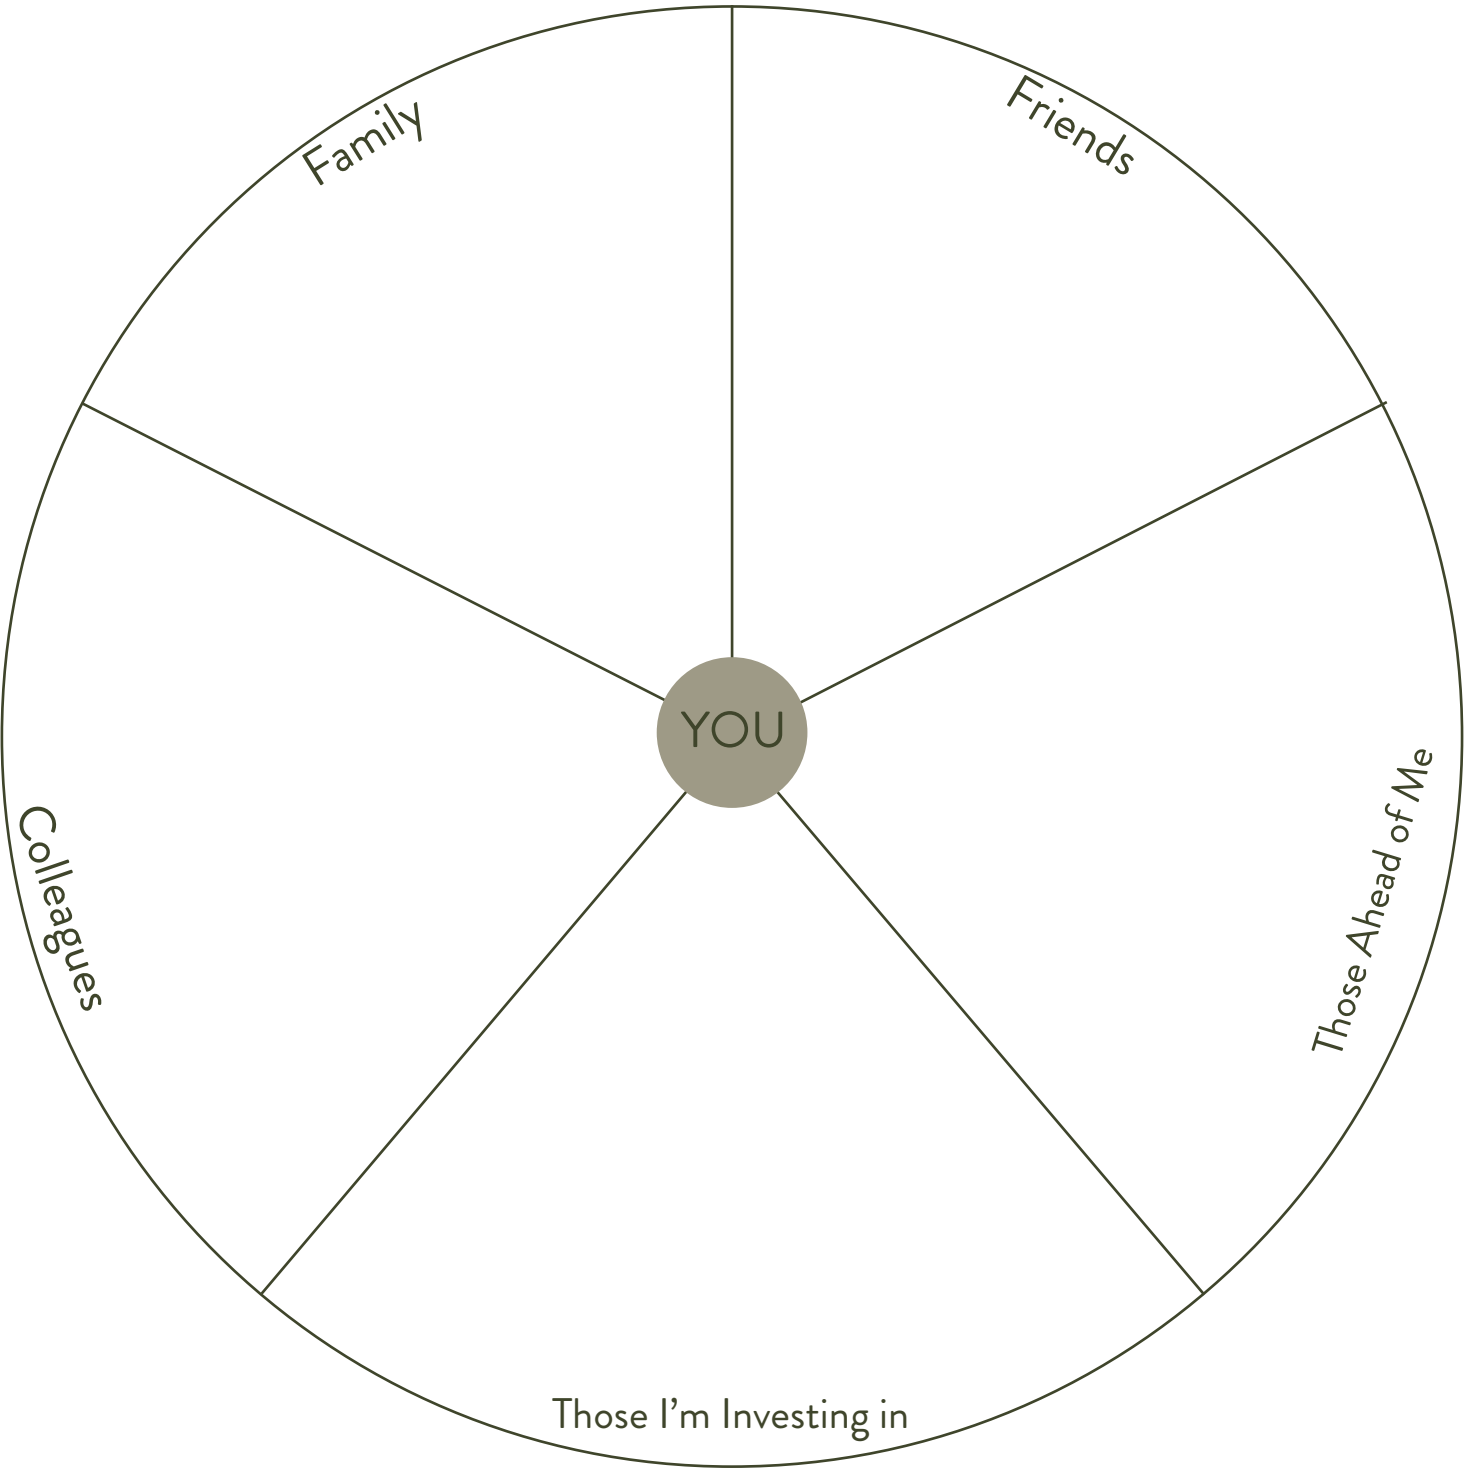 Family
Friends
YOU
Colleagues
Those Ahead of Me
Those I’m Investing in